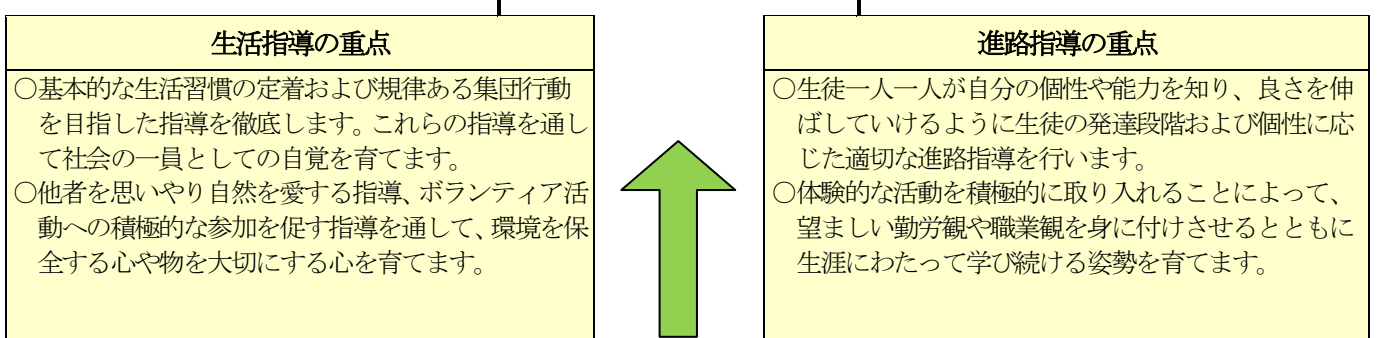 生活指導の重点
○基本的な生活習慣の定着および規律ある集団行動
を目指した指導を徹底します。これらの指導を通し
て社会の一員としての自覚を育てます。
○他者を思いやり自然を愛する指導、ボランティア活
動への積極的な参加を促す指導を通して、環境を保
全する心や物を大切にする心を育てます。
進路指導の重点
○生徒一人一人が自分の個性や能力を知り、良さを伸
ばしていけるように生徒の発達段階および個性に応
じた適切な進路指導を行います。
○体験的な活動を積極的に取り入れることによって、
望ましい勤労観や職業観を身に付けさせるとともに
生涯にわたって学び続ける姿勢を育てます。